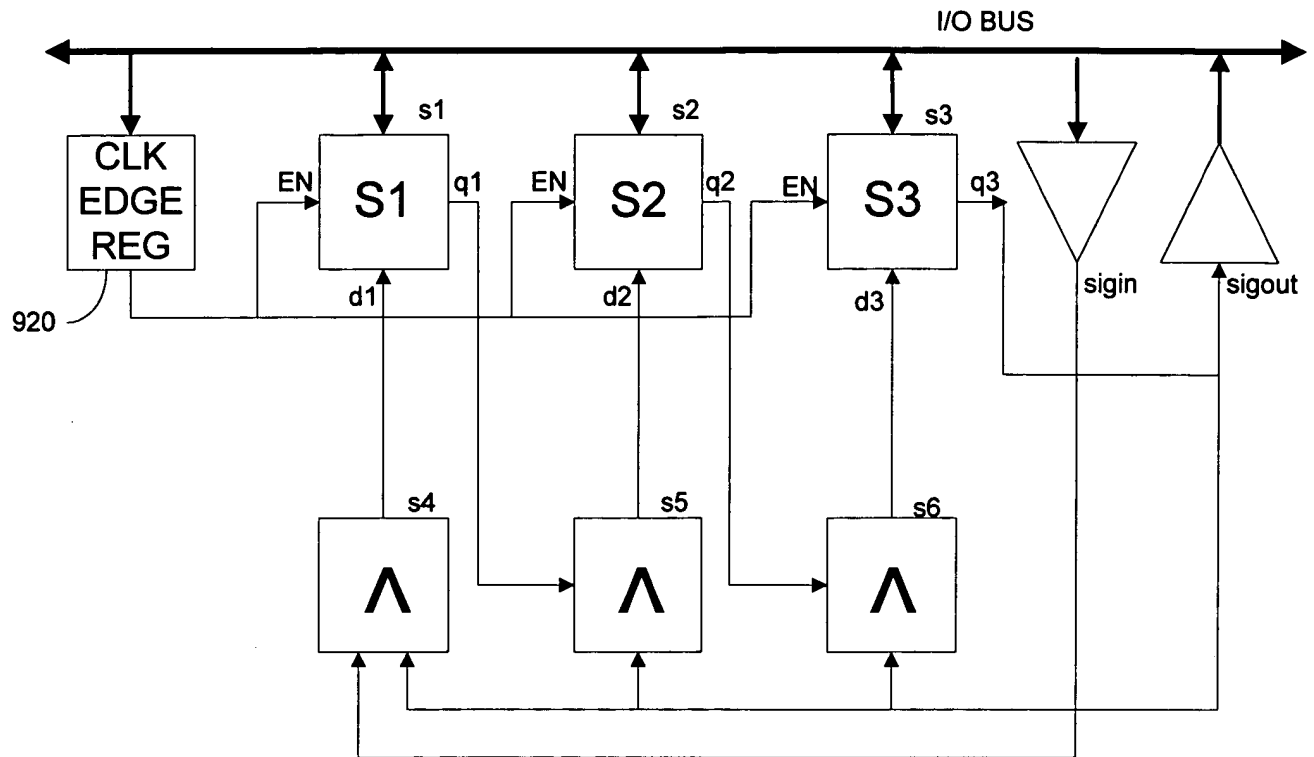 I/O BUS
s1
s2
s3
CLK
EDGE
REG
EN
S1
q1
EN
S2
q2
EN
S3
q3
920
d1
d2
d3
sigin
sigout
s4
s5
s6
Λ
Λ
Λ